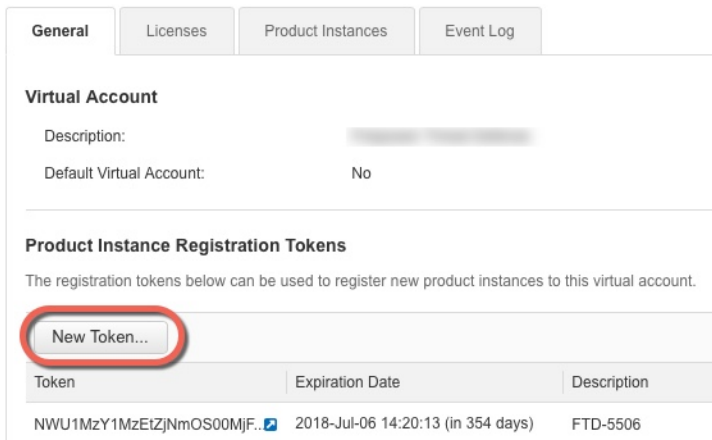 General Licenses Product Instances Event Log
Virtual Account
Description:
Default Virtual Account: No
Product Instance Registration Tokens
The registration tokens below can be used to register new product instances to this virtual account.
New Token...
Token Expiration Date Description
NWU1MzY1MzEtZjNmOS00MjF.. 2018-Jul-06 14:20:13 (in 354 days) FTD-5506